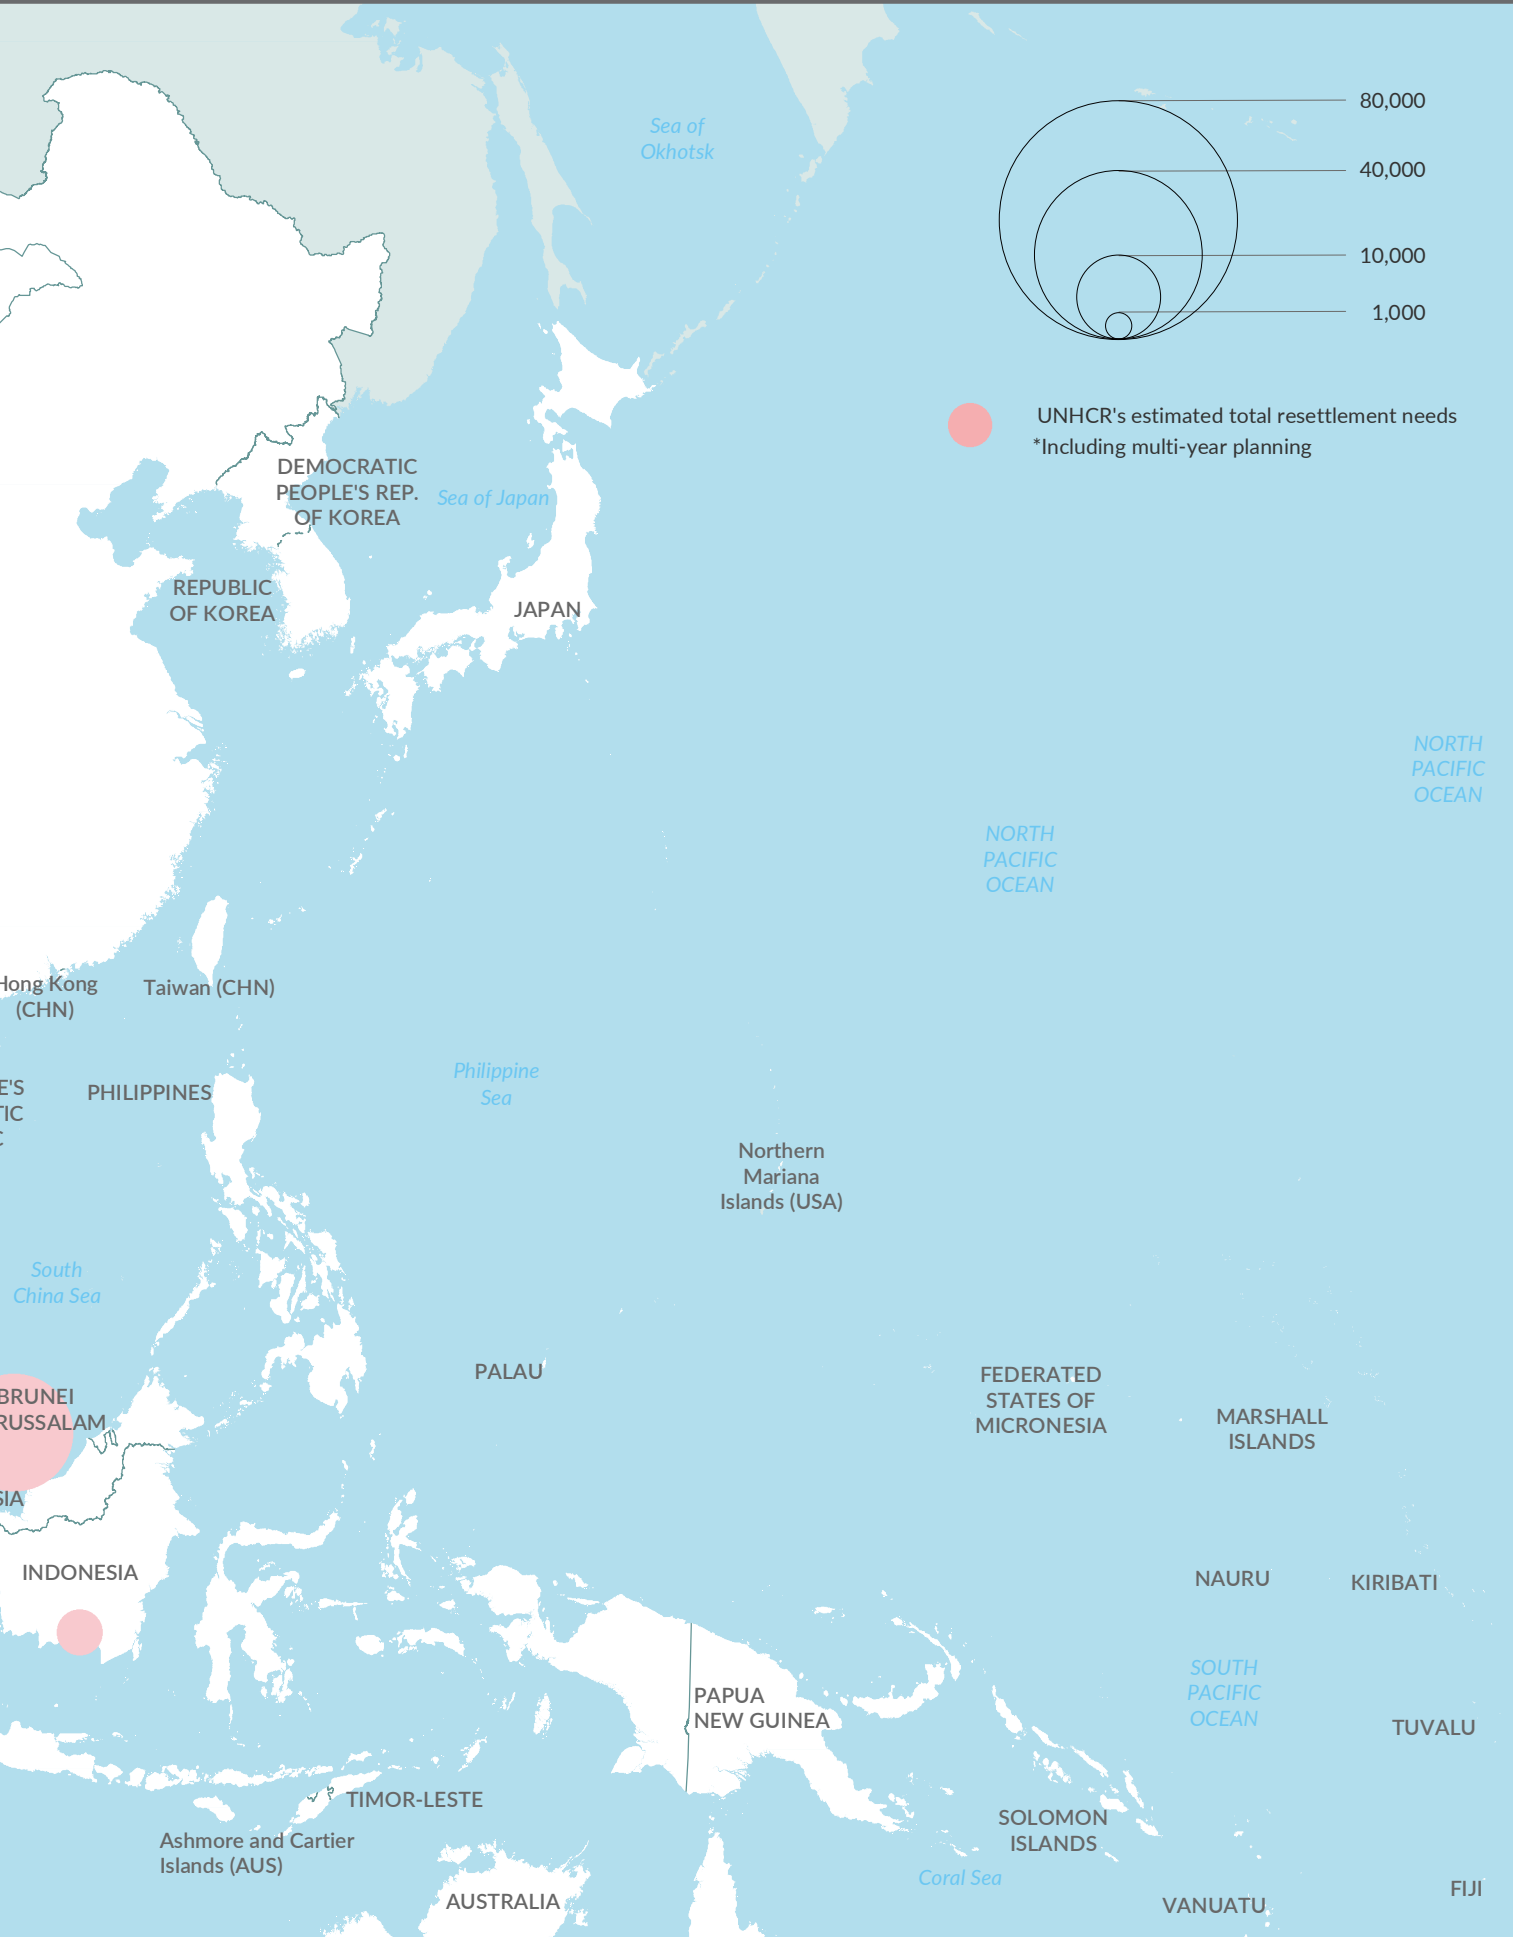 80,000
Sea of
Okhotsk
40,000
10,000
1,000
UNHCR's estimated total resettlement needs
*Including multi-year planning
DEMOCRATIC
PEOPLE'S REP.
OF KOREA
Sea of Japan
REPUBLIC
OF KOREA
JAPAN
NORTH
PACIFIC
OCEAN
NORTH
PACIFIC
OCEAN
Hong Kong
(CHN)
Taiwan (CHN)
E'S
TIC
C
PHILIPPINES
Philippine
Sea
Northern
Mariana
Islands (USA)
South
China Sea
PALAU
FEDERATED
STATES OF
MICRONESIA
BRUNEI
RUSSALAM
MARSHALL
ISLANDS
SIA
INDONESIA
NAURU
KIRIBATI
SOUTH
PACIFIC
OCEAN
PAPUA
NEW GUINEA
TUVALU
TIMOR-LESTE
SOLOMON
ISLANDS
Ashmore and Cartier
Islands (AUS)
Coral Sea
AUSTRALIA
VANUATU
FIJI